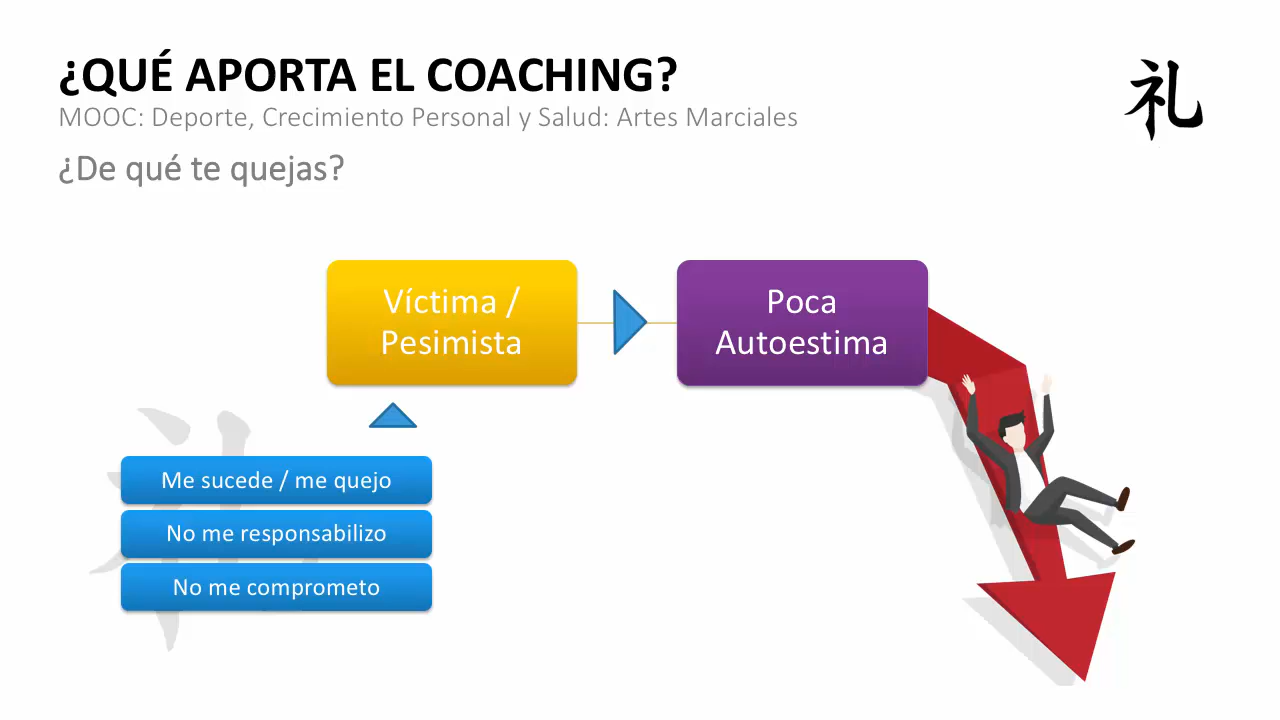 ¿QUÉ APORTA EL COACHING?
礼
MOOC: Deporte, Crecimiento Personal y Salud: Artes Marciales
¿De qué te quejas?
Víctima /
Pesimista
Poca
Autoestima
Me sucede / me quejo
No me responsabilizo
No me comprometo
礼